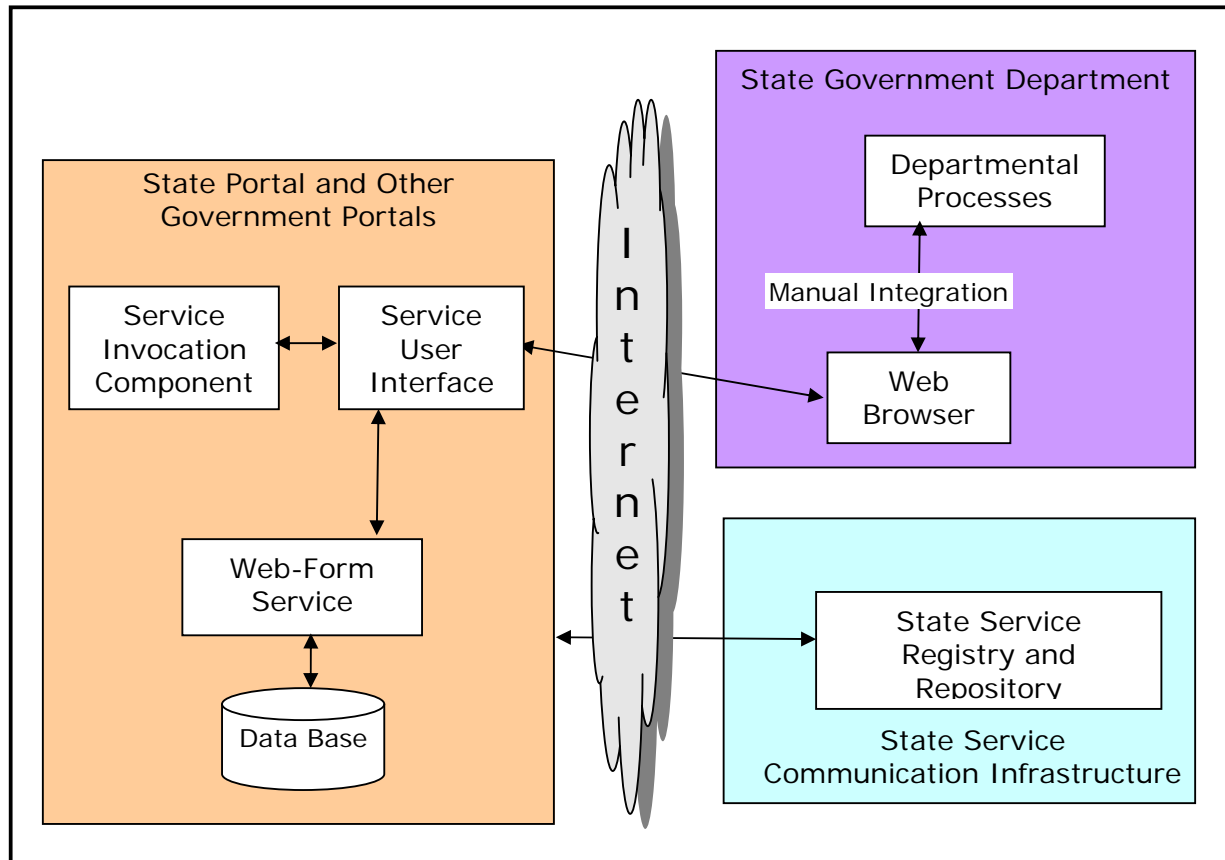 State Government Department
Departmental
Processes
Manual Integration
Web
Browser
State Portal and Other
Government Portals
Service
Invocation
Component
Service
User
Interface
Web-Form
Service
Data Base
Internet
State Service
Registry and
Repository
State Service
Communication Infrastructure